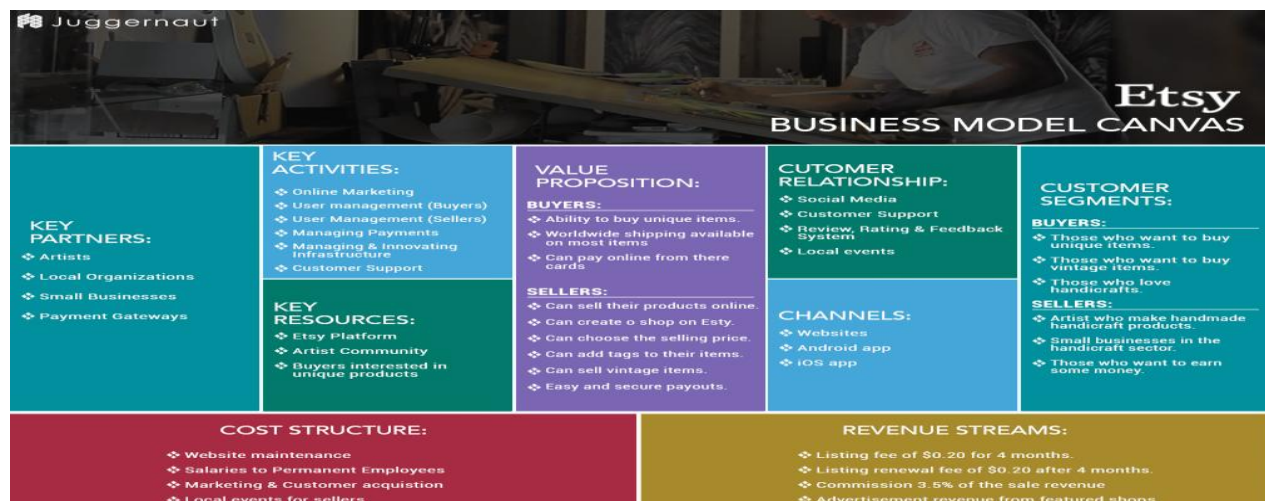 Juggernaut
Etsy
BUSINESS MODEL CANVAS
KEY
PARTNERS:
Artists
Local Organizations
Small Businesses
Payment Gateways
KEY
ACTIVITIES:
Online Marketing
User management (Buyers)
User Management (Sellers)
Managing Payments
Managing & Innovating
Infrastructure
Customer Support
KEY
RESOURCES:
Etsy Platform
Artist Community
Buyers interested in
unique products
VALUE
PROPOSITION:
BUYERS:
Ability to buy unique items.
Worldwide shipping available
on most items
Can pay online from there
cards
SELLERS:
Can sell their products online.
Can create o shop on Esty.
Can choose the selling price.
Can add tags to their items.
Can sell vintage items.
Easy and secure payouts.
CUTOMER
RELATIONSHIP:
Social Media
Customer Support
Review, Rating & Feedback
System
Local events
CHANNELS:
Websites
Android app
iOS app
CUSTOMER
SEGMENTS:
BUYERS:
Those who want to buy
unique items.
Those who want to buy
vintage items.
Those who love
handicrafts.
SELLERS:
Artist who make handmade
handicraft products.
Small businesses in the
handicraft sector.
Those who want to earn
some money.
COST STRUCTURE:
Website maintenance
Salaries to Permanent Employees
Marketing & Customer acquistion
Local events for sellers
REVENUE STREAMS:
Listing fee of $0.20 for 4 months.
Listing renewal fee of $0.20 after 4 months.
Commission 3.5% of the sale revenue
Advertisement revenue from featured shops